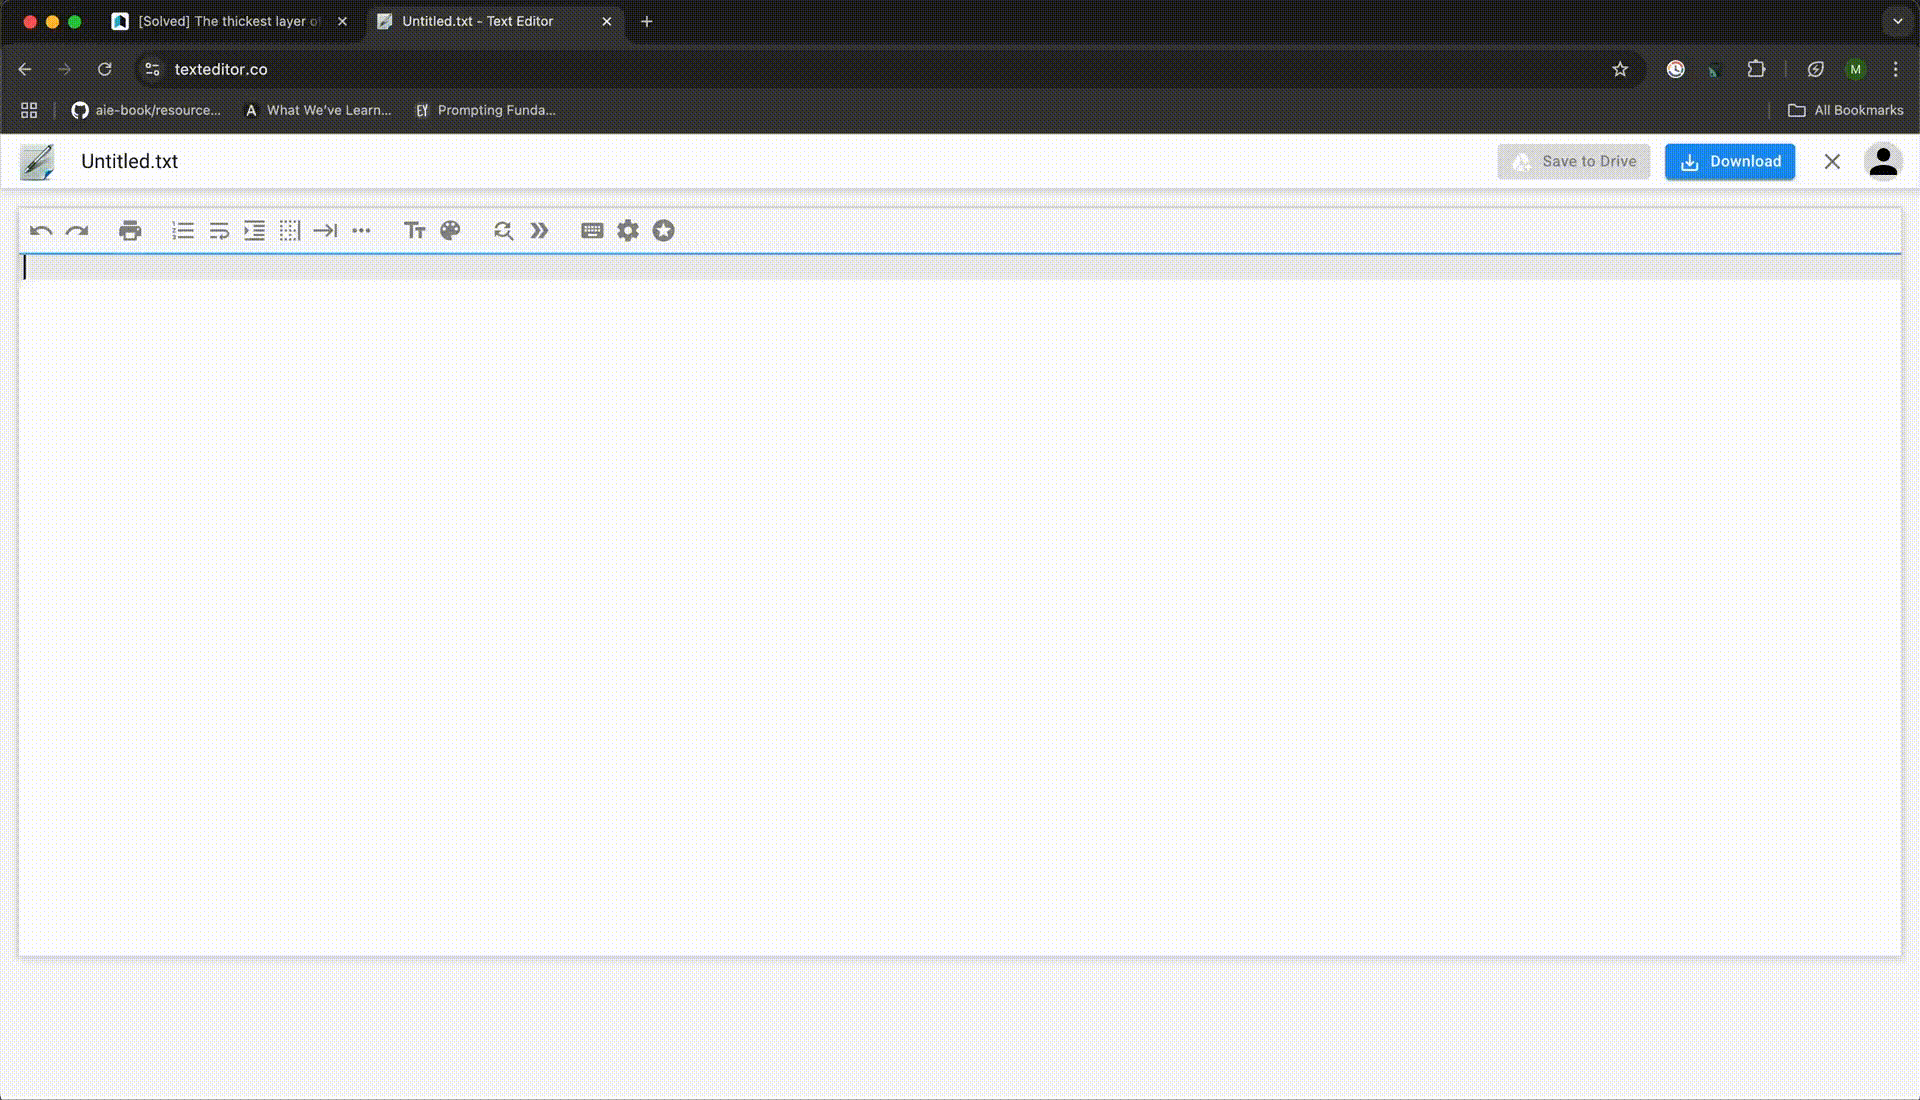 [Solved] The thickest layer o
Untitled.txt - Text Editor
texteditor.co
M
aie-book/resource...
A What We've Learn...
EY Prompting Funda...
All Bookmarks
Untitled.txt
Save to Drive
Download